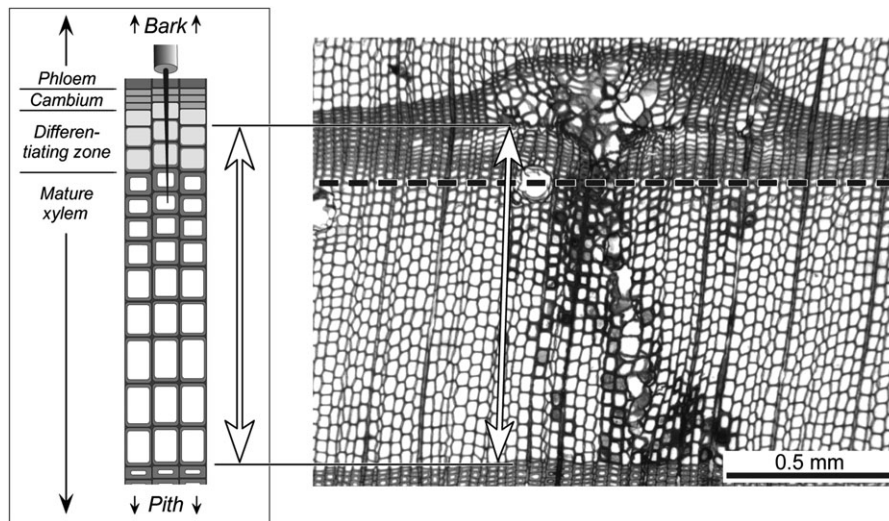 Bark
Phloem
Cambium
Differen-
tiating zone
Mature
xylem
Pith
0.5 mm